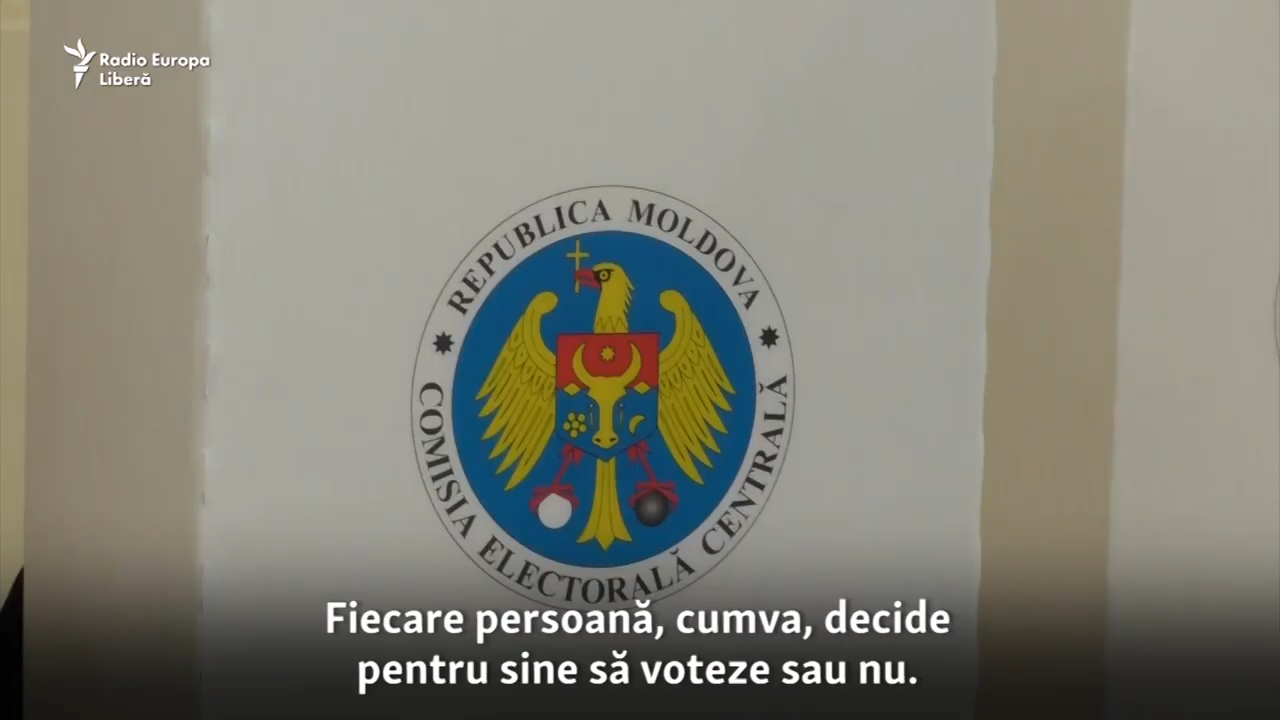 Radio Europa
Liberă
REPUBLICA MOLDOVA
COMISIA ELECTORALĂ CENTRALĂ
Fiecare persoană, cumva, decide
pentru sine să voteze sau nu.